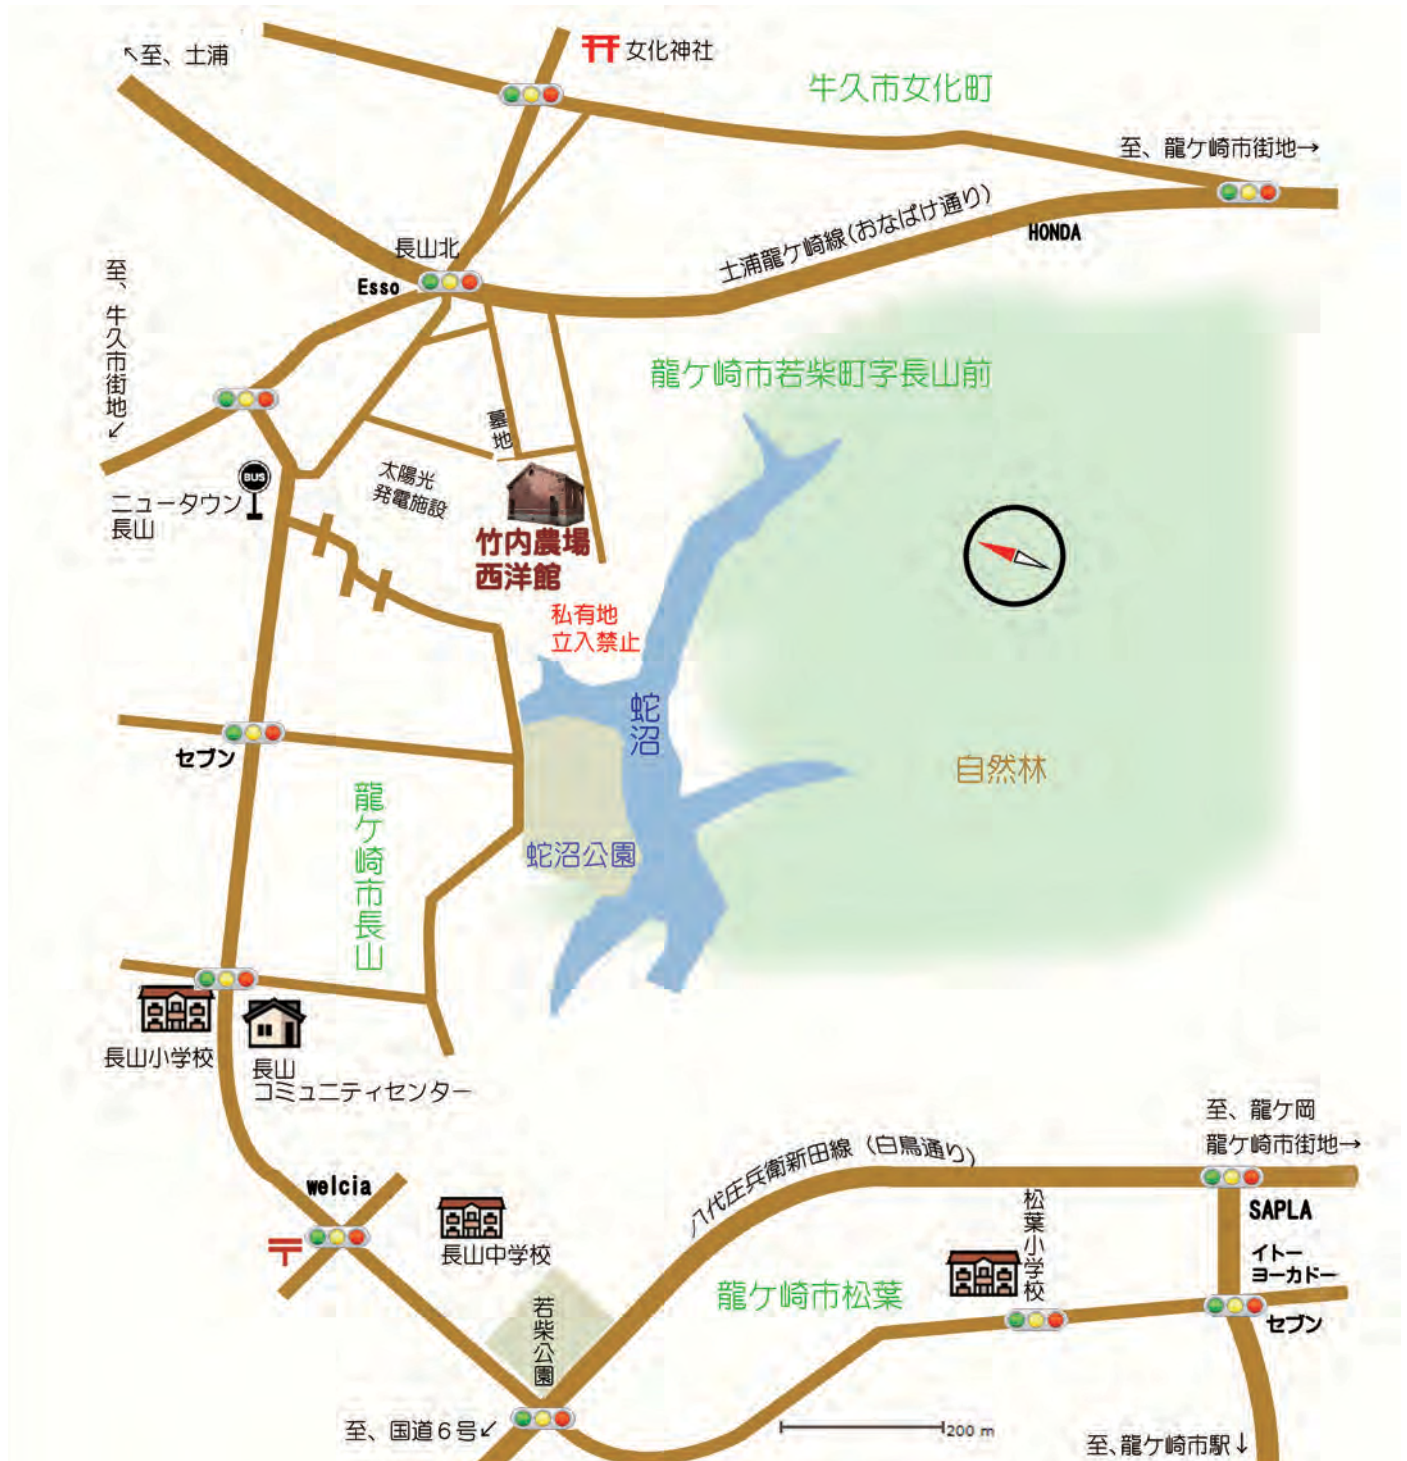 ↖至、土浦
女化神社
牛久市女化町
至、龍ケ崎市街地→
土浦龍ケ崎線(おなばけ通り)
HONDA
長山北
Esso
至、牛久市街地↙
龍ケ崎市若柴町字長山前
墓地
太陽光
発電施設
BUS
ニュータウン
長山
竹内農場
西洋館
私有地
立入禁止
蛇沼
セブン
自然林
龍ケ崎市長山
蛇沼公園
長山小学校
長山
コミュニティセンター
至、龍ケ岡
龍ケ崎市街地→
八代庄兵衛新田線（白鳥通り）
welcia
〒
長山中学校
松葉小学校
SAPLA
イトー
ヨーカドー
龍ケ崎市松葉
若柴公園
セブン
至、国道６号↙
200 m
至、龍ケ崎市駅↓